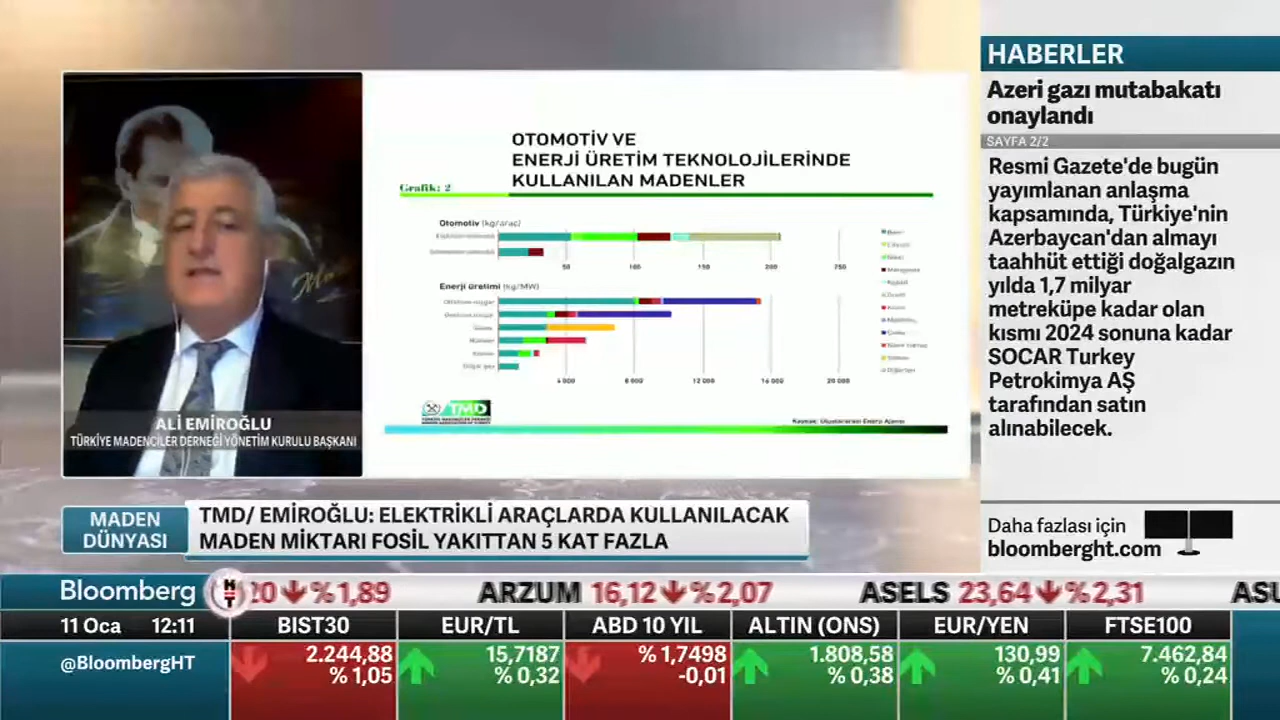 OTOMOTİV VE
ENERJİ ÜRETİM TEKNOLOJİLERİNDE
KULLANILAN MADENLER
Grafik: 2
Otomotiv (kg/araç)
50 100 150 200 250
Enerji üretimi (kg/MW)
4 000 8 000 12 000 16 000 20 000
TMD
Kaynak: Uluslararası Enerji Ajansı
ALİ EMİROĞLU
TÜRKİYE MADENCİLER DERNEĞİ YÖNETİM KURULU BAŞKANI
HABERLER
Azeri gazı mutabakatı
onaylandı
SAYFA 2/2
Resmi Gazete'de bugün
yayımlanan anlaşma
kapsamında, Türkiye'nin
Azerbaycan'dan almayı
taahhüt ettiği doğalgazın
yılda 1,7 milyar
metreküpe kadar olan
kısmı 2024 sonuna kadar
SOCAR Turkey
Petrokimya AŞ
tarafından satın
alınabilecek.
Daha fazlası için
bloomberght.com
MADEN
DÜNYASI
TMD/ EMİROĞLU: ELEKTRİKLİ ARAÇLARDA KULLANILACAK
MADEN MİKTARI FOSİL YAKITTAN 5 KAT FAZLA
Bloomberg HT 20 %1,89 ARZUM 16,12 %2,07 ASELS 23,64 %2,31 ASU
11 Oca 12:11
@BloombergHT
BIST30
2.244,88
% 1,05
EUR/TL
15,7187
% 0,32
ABD 10 YIL
% 1,7498
-0,01
ALTIN (ONS)
1.808,58
% 0,38
EUR/YEN
130,99
% 0,41
FTSE100
7.462,84
% 0,24